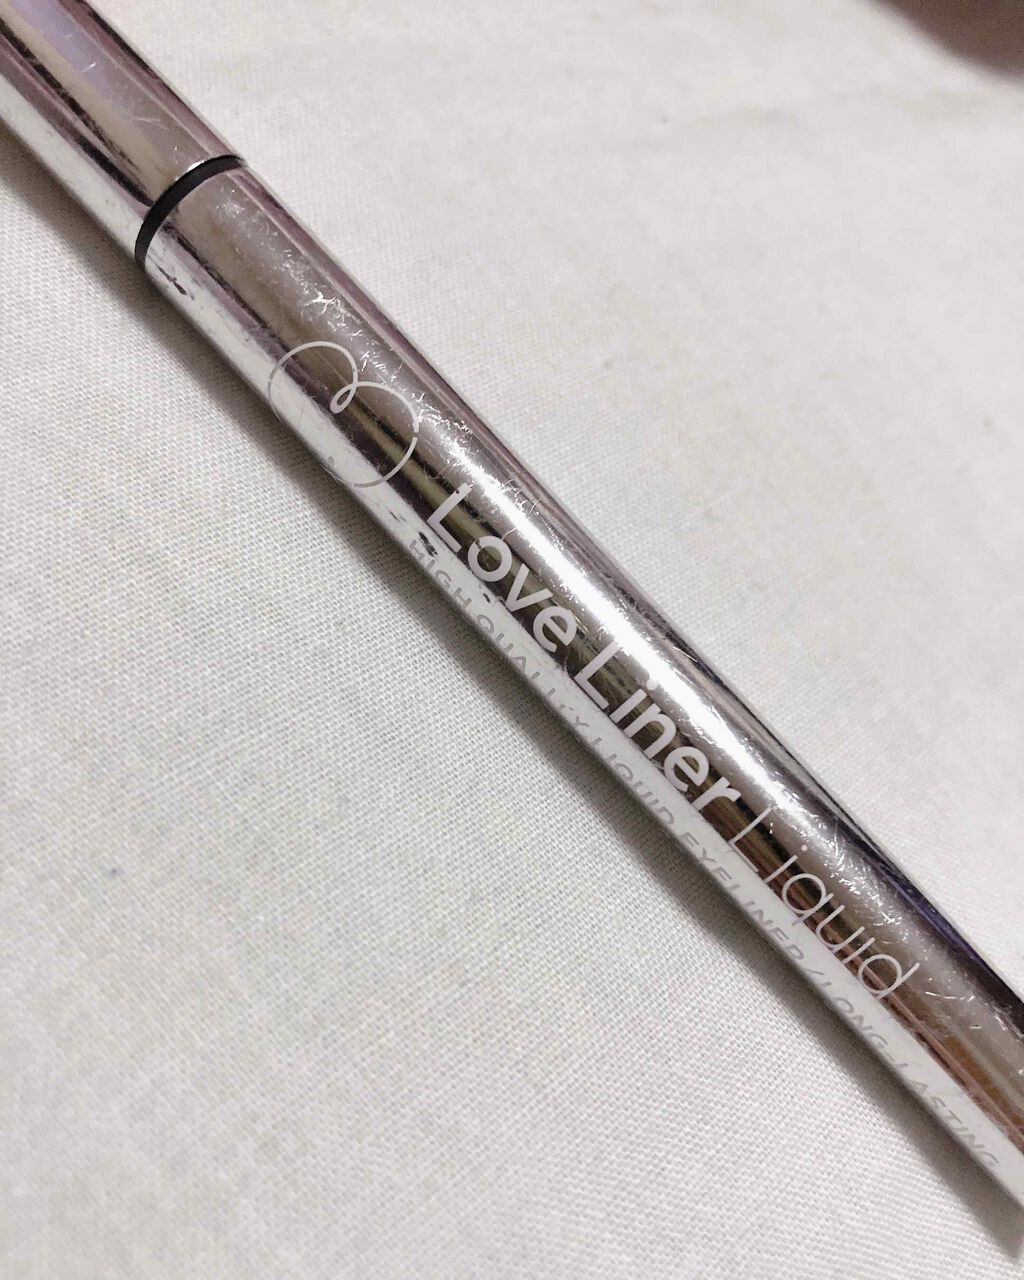 Love Liner Liquid
HIGH QUALITY LIQUID EYELINER/LONG-LASTING